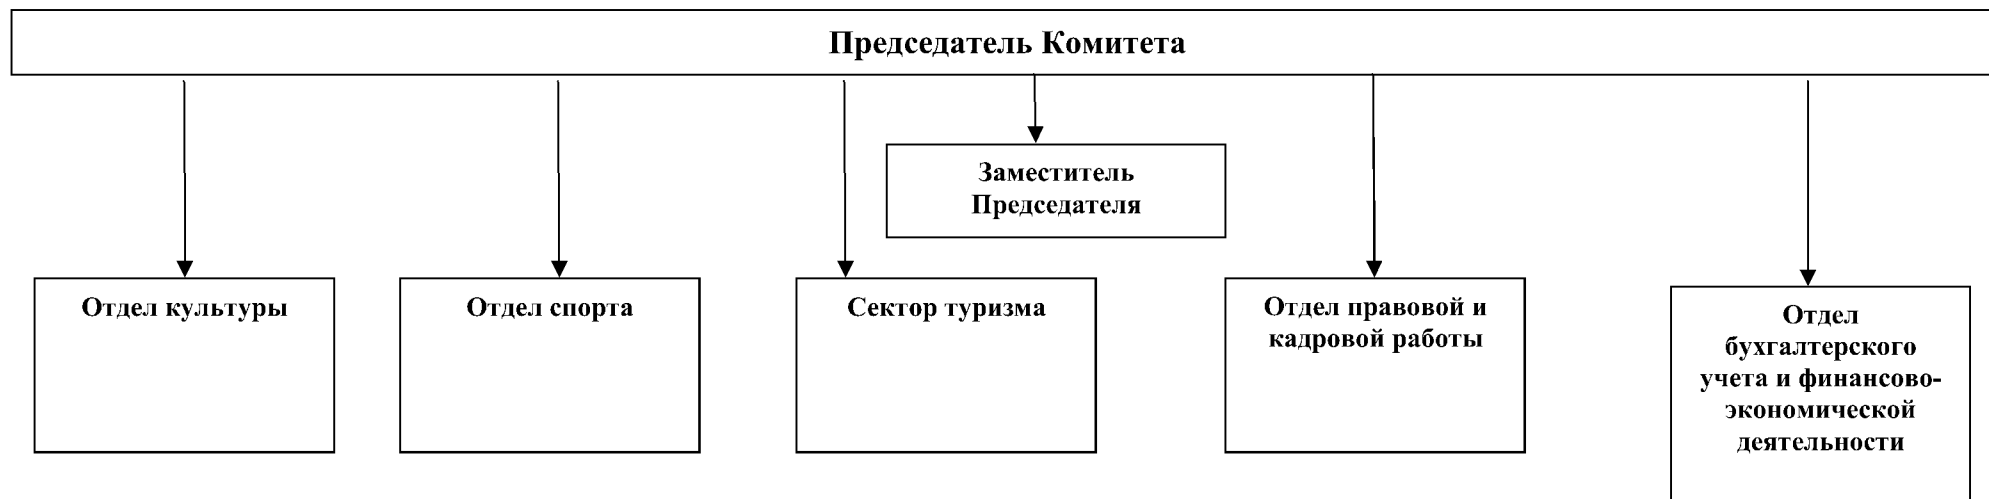 Председатель Комитета
Заместитель
Председателя
Отдел культуры
Отдел спорта
Сектор туризма
Отдел правовой и
кадровой работы
Отдел
бухгалтерского
учета и финансово-
экономической
деятельности